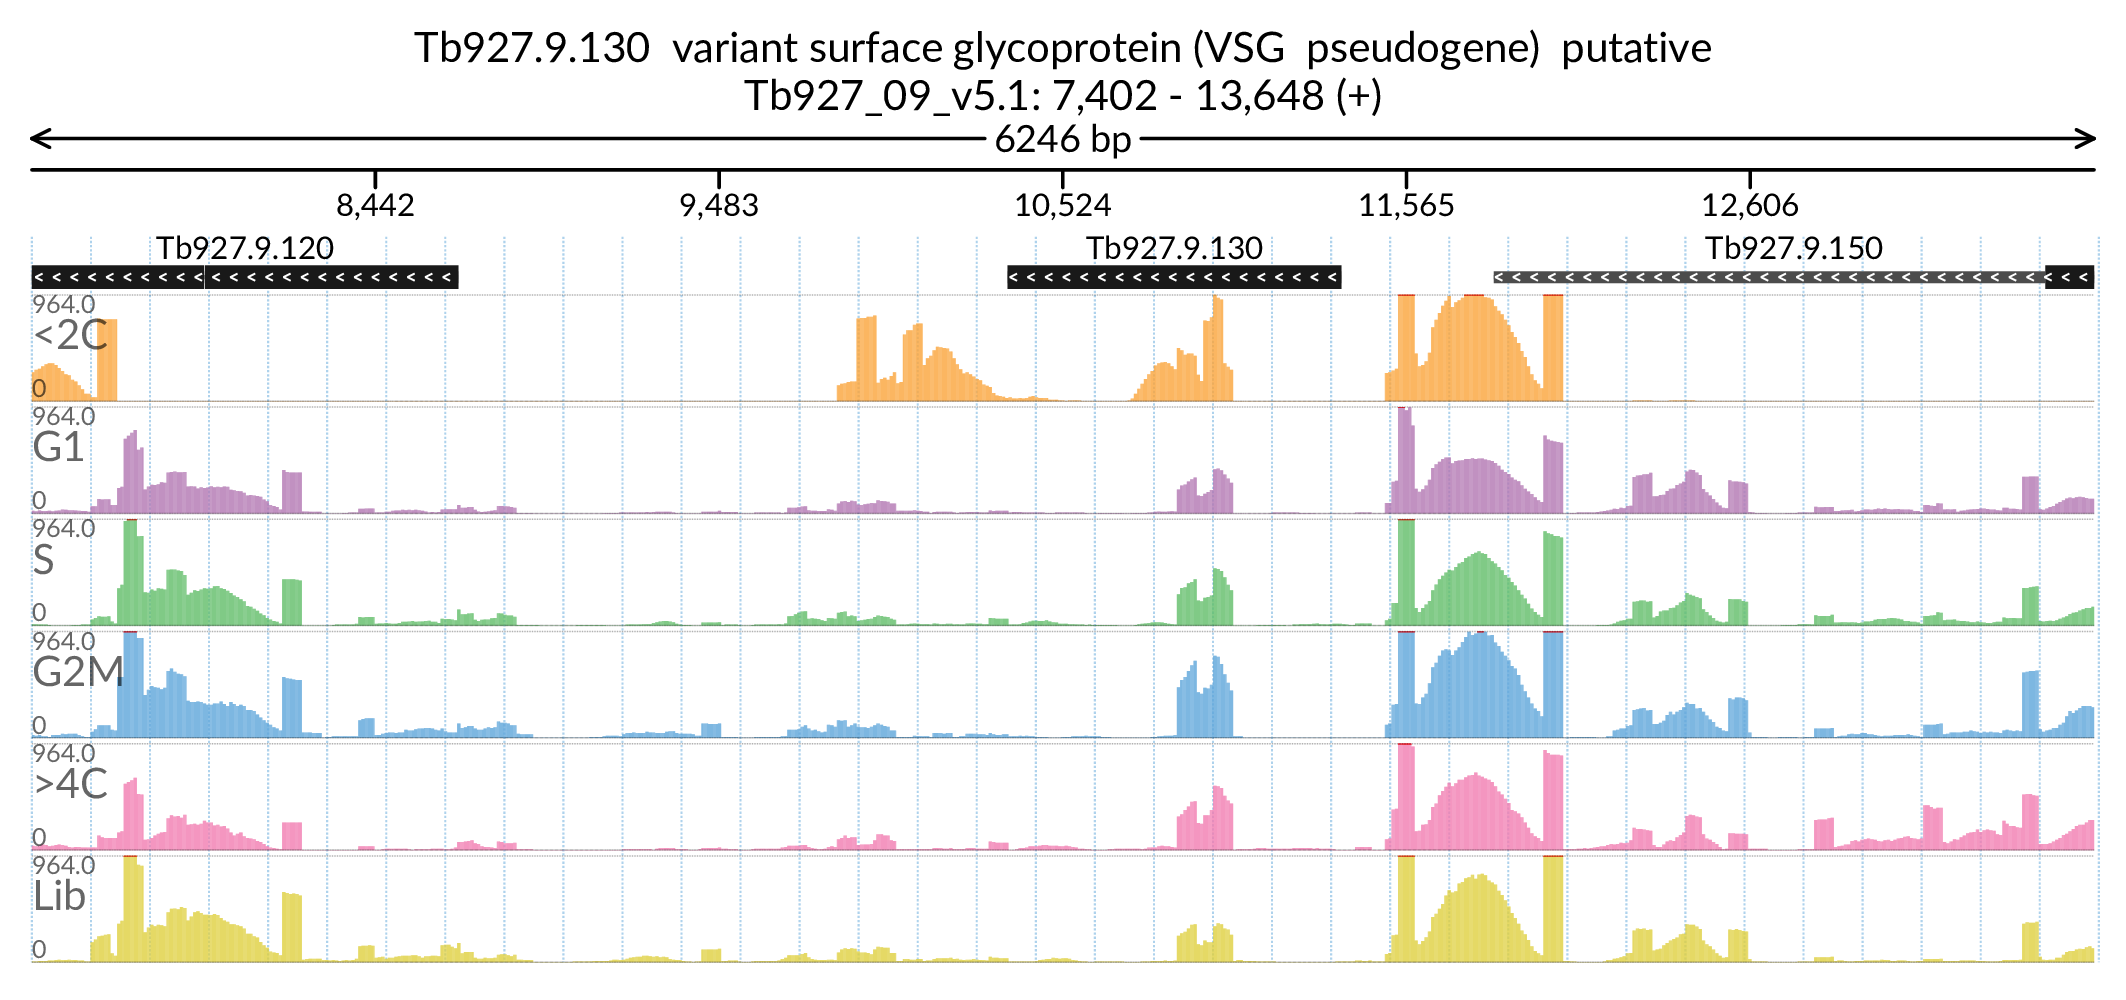 Tb927.9.130 variant surface glycoprotein (VSG pseudogene) putative
Tb927_09_v5.1: 7,402 - 13,648 (+)
6246 bp
8,442 9,483 10,524 11,565 12,606
Tb927.9.120 Tb927.9.130 Tb927.9.150
964.0
<2C
0
964.0
G1
0
964.0
S
0
964.0
G2M
0
964.0
>4C
0
964.0
Lib
0